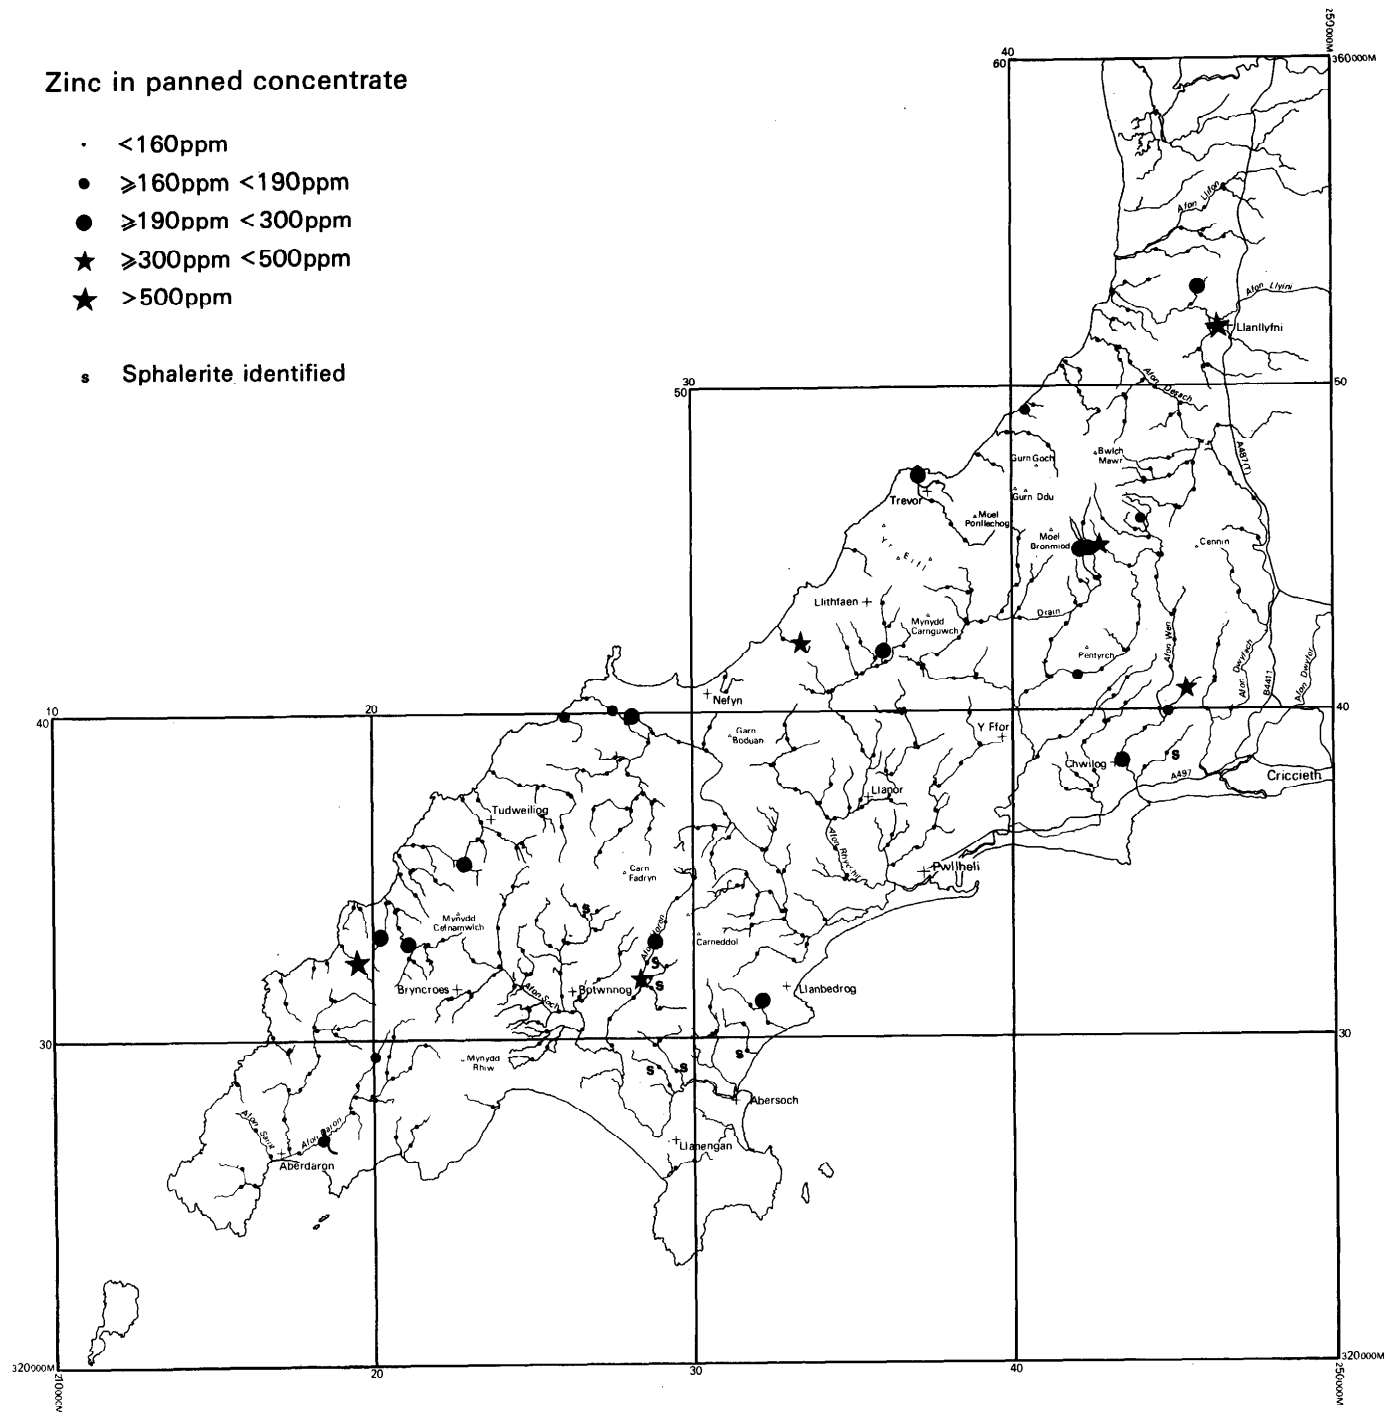 250000M
40
60
360000M
Zinc in panned concentrate
<160ppm
⩾160ppm <190ppm
⩾190ppm <300ppm
⩾300ppm <500ppm
>500ppm
s Sphalerite identified
Afon Llifon
Afon Llyfni
Llanllyfni
30
50
50
Afon Desach
A487(T)
Bwlch
Mawr
Gurn Goch
Gurn Ddu
Trevor
Moel
Penllechog
Moel
Bronmiod
Cennin
Yr Eifl
Llithfaen
Drain
Mynydd
Carnguwch
Pentyrch
Afon Wen
Afon Dwyfach
B4411
Afon Dwyfor
Nefyn
10
40
20
40
Y Ffor
Garn
Boduan
Chwilog
s
A497
Criccieth
Llanor
Tudweiliog
Afon Rhyd-hir
Pwllheli
Carn
Fadryn
s
Mynydd
Cefnamwlch
Afon Horon
Carneddol
s
s
Bryncroes
Botwnnog
Llanbedrog
Afon Soch
30
30
Mynydd
Rhiw
s
s
s
Abersoch
Afon Saint
Afon Daron
Llanengan
Aberdaron
320000M
210000M
20
30
40
320000M
250000M